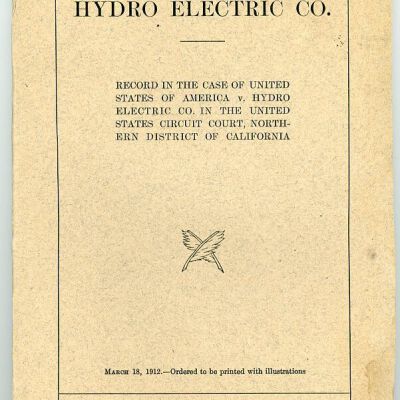 HYDRO ELECTRIC CO.
RECORD IN THE CASE OF UNITED
STATES OF AMERICA v. HYDRO
ELECTRIC CO. IN THE UNITED
STATES CIRCUIT COURT, NORTH-
ERN DISTRICT OF CALIFORNIA
MARCH 18, 1912.—Ordered to be printed with illustrations